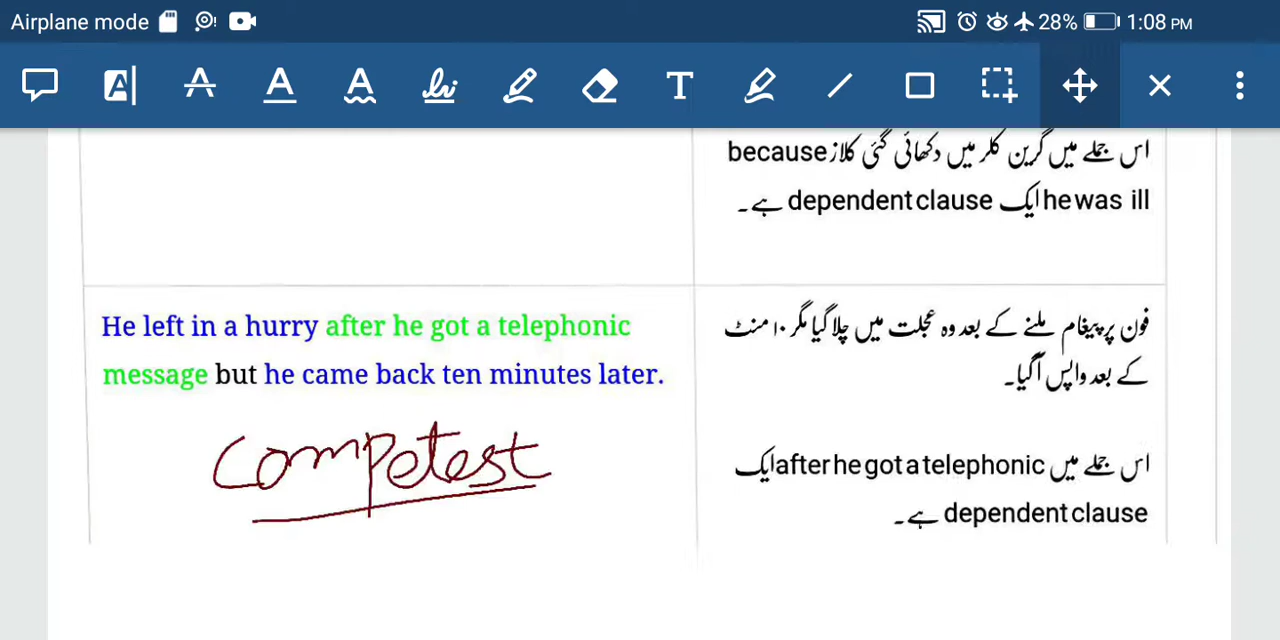 Airplane mode 28% 1:08 PM
A A A A T
اس جملے میں گرین کلر میں دکھائی گئی کلاز because
he was ill ایک dependent clause ہے۔
He left in a hurry after he got a telephonic
message but he came back ten minutes later.
competest
فون پر پیغام ملنے کے بعد وہ عجلت میں چلا گیا مگر ۱۰ منٹ
کے بعد واپس آ گیا۔
اس جملے میں after he got a telephonic ایک
dependent clause ہے۔